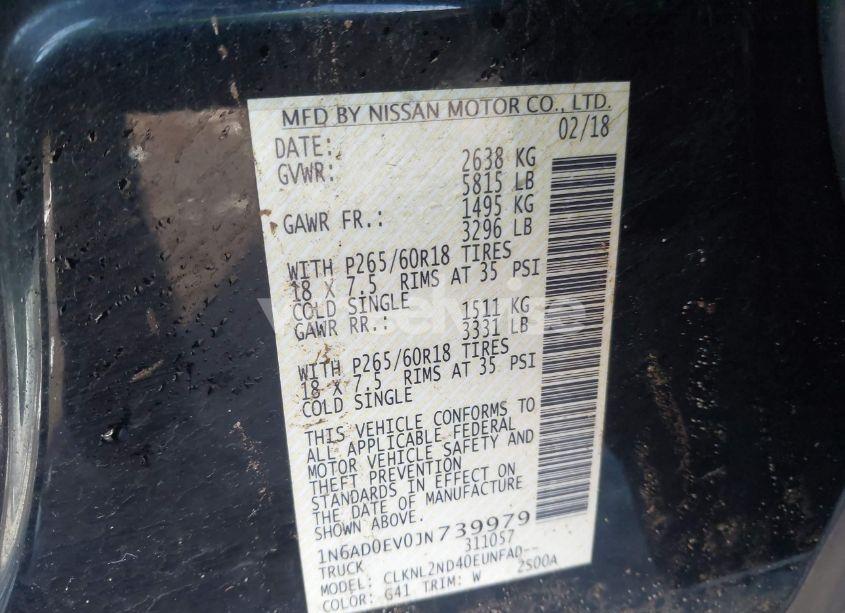 MFD BY NISSAN MOTOR CO., LTD.
DATE: 02/18
GVWR: 2638 KG
5815 LB
GAWR FR.: 1495 KG
3296 LB
WITH P265/60R18 TIRES
18 X 7.5 RIMS AT 35 PSI
COLD SINGLE
GAWR RR.: 1511 KG
3331 LB
WITH P265/60R18 TIRES
18 X 7.5 RIMS AT 35 PSI
COLD SINGLE
THIS VEHICLE CONFORMS TO
ALL APPLICABLE FEDERAL
MOTOR VEHICLE SAFETY AND
THEFT PREVENTION
STANDARDS IN EFFECT ON
THE DATE OF MANUFACTURE
SHOWN ABOVE.
1N6AD0EV0JN739979
TRUCK 311057
MODEL: CLKNL2ND40EUNFAD--
COLOR: G41 TRIM: W 2S00A